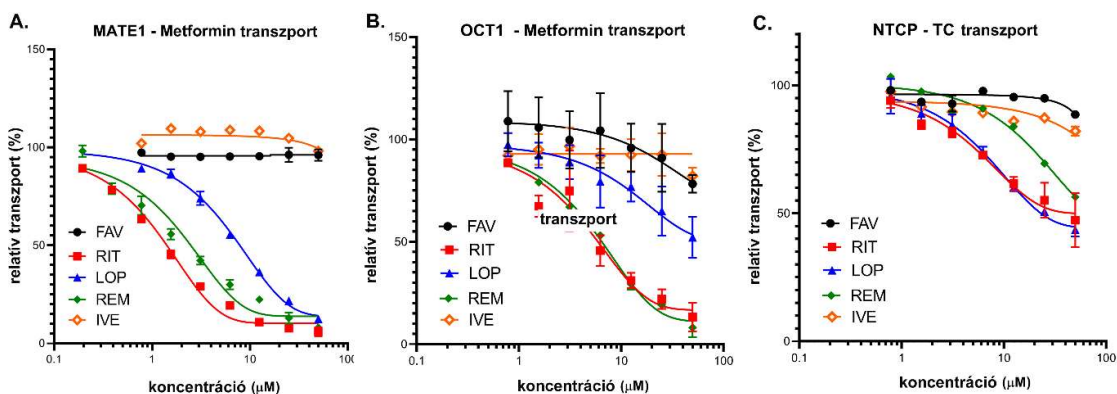 A.
MATE1 - Metformin transzport
relatív transzport (%)
150
100
50
0
FAV
RIT
LOP
REM
IVE
0.1
1
10
100
koncentráció (μM)
B.
OCT1 - Metformin transzport
relatív transzport (%)
150
100
50
0
transzport
FAV
RIT
LOP
REM
IVE
0.1
1
10
100
koncentráció (μM)
C.
NTCP - TC transzport
relatív transzport (%)
100
50
0
FAV
RIT
LOP
REM
IVE
0.1
1
10
100
koncentráció (μM)